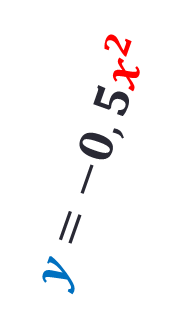 y = −0,5x²